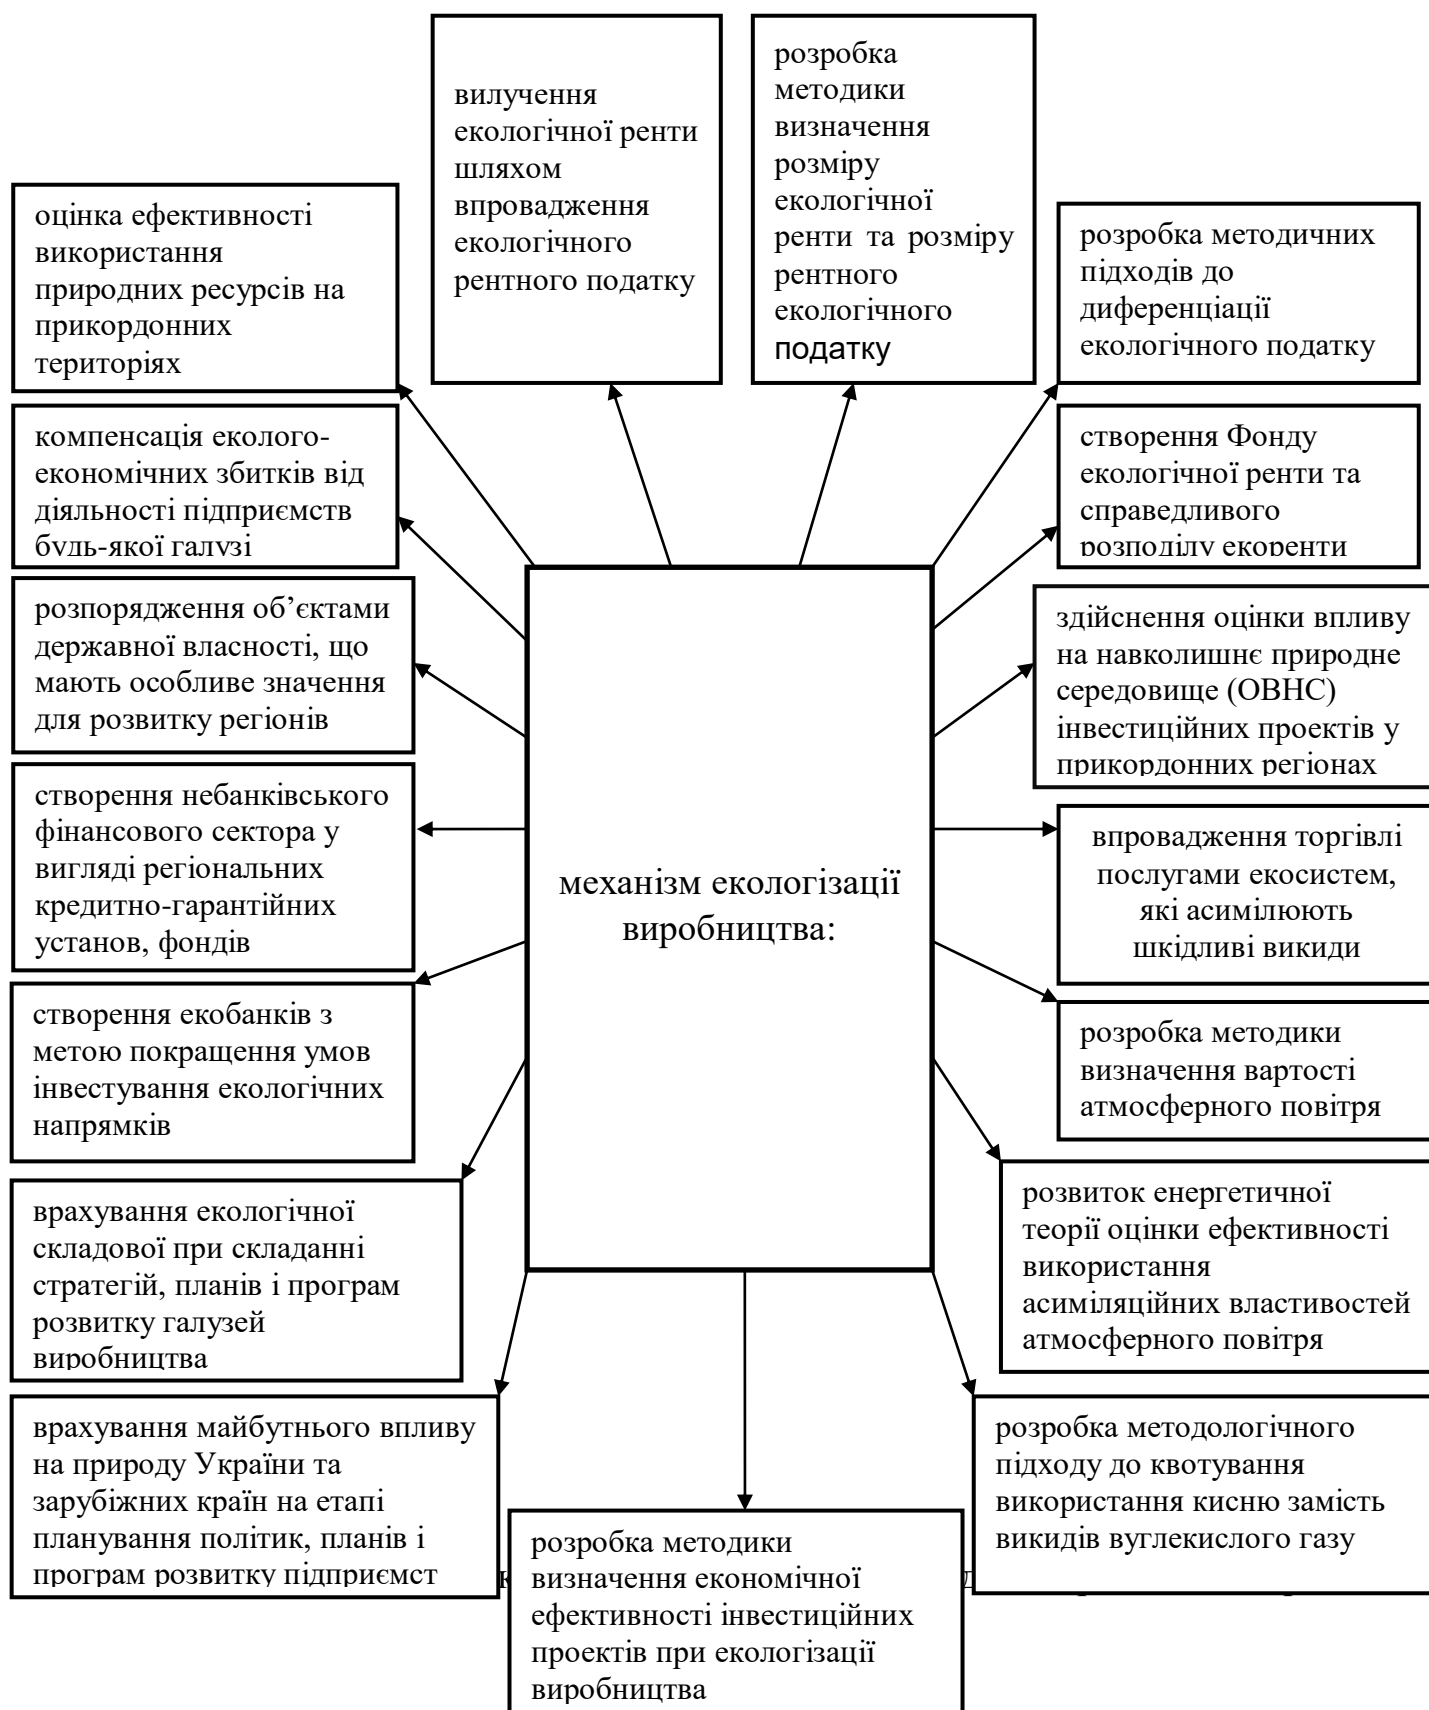 вилучення
екологічної ренти
шляхом
впровадження
екологічного
рентного податку
розробка
методики
визначення
розміру
екологічної
ренти та розміру
рентного
екологічного
податку
оцінка ефективності
використання
природних ресурсів на
прикордонних
територіях
розробка методичних
підходів до
диференціації
екологічного податку
компенсація еколого-
економічних збитків від
діяльності підприємств
будь-якої галузі
створення Фонду
екологічної ренти та
справедливого
розподілу екоренти
розпорядження об’єктами
державної власності, що
мають особливе значення
для розвитку регіонів
здійснення оцінки впливу
на навколишнє природне
середовище (ОВНС)
інвестиційних проектів у
прикордонних регіонах
створення небанківського
фінансового сектора у
вигляді регіональних
кредитно-гарантійних
установ, фондів
механізм екологізації
виробництва:
впровадження торгівлі
послугами екосистем,
які асимілюють
шкідливі викиди
створення екобанків з
метою покращення умов
інвестування екологічних
напрямків
розробка методики
визначення вартості
атмосферного повітря
врахування екологічної
складової при складанні
стратегій, планів і програм
розвитку галузей
виробництва
розвиток енергетичної
теорії оцінки ефективності
використання
асиміляційних властивостей
атмосферного повітря
врахування майбутнього впливу
на природу України та
зарубіжних країн на етапі
планування політик, планів і
програм розвитку підприємст
розробка методологічного
підходу до квотування
використання кисню замість
викидів вуглекислого газу
розробка методики
визначення економічної
ефективності інвестиційних
проектів при екологізації
виробництва